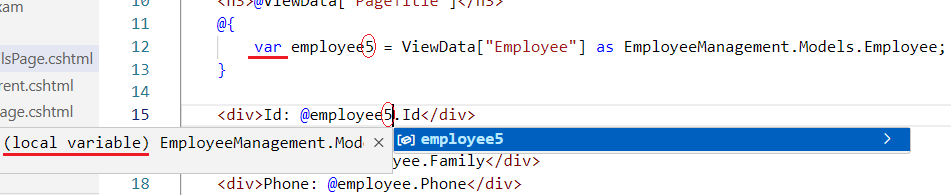 10 <h3>@ViewData["PageTitle"]</h3>
xam
11 @{
12 var employee5 = ViewData["Employee"] as EmployeeManagement.Models.Employee;
lsPage.cshtml
13 }
rent.cshtml
14
age.cshtml
15 <div>Id: @employee5.Id</div>
(local variable) EmployeeManagement.Mod × employee5 >
yee.Family</div>
18 <div>Phone: @employee.Phone</div>